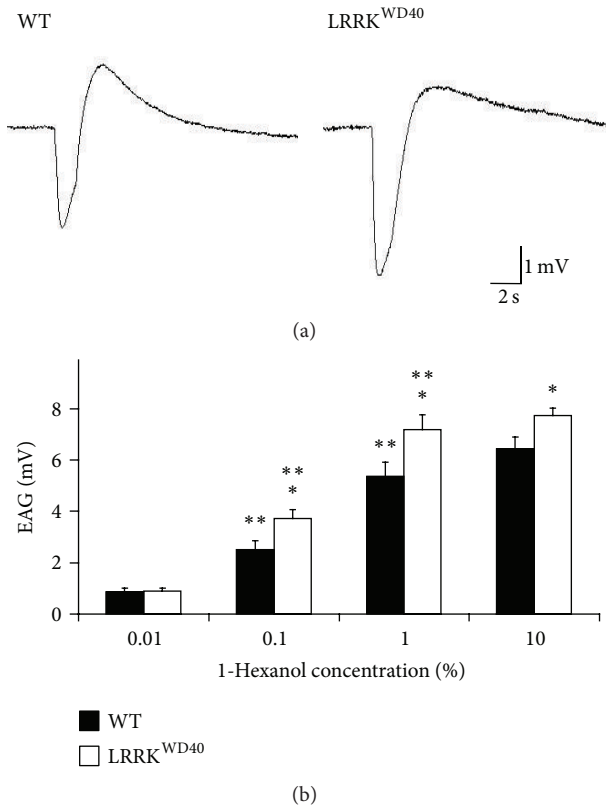 WT LRRK^WD40
1 mV
2 s
(a)
** *
** ** *
** *
8
6
4
2
0
EAG (mV)
0.01 0.1 1 10
1-Hexanol concentration (%)
WT
LRRK^WD40
(b)